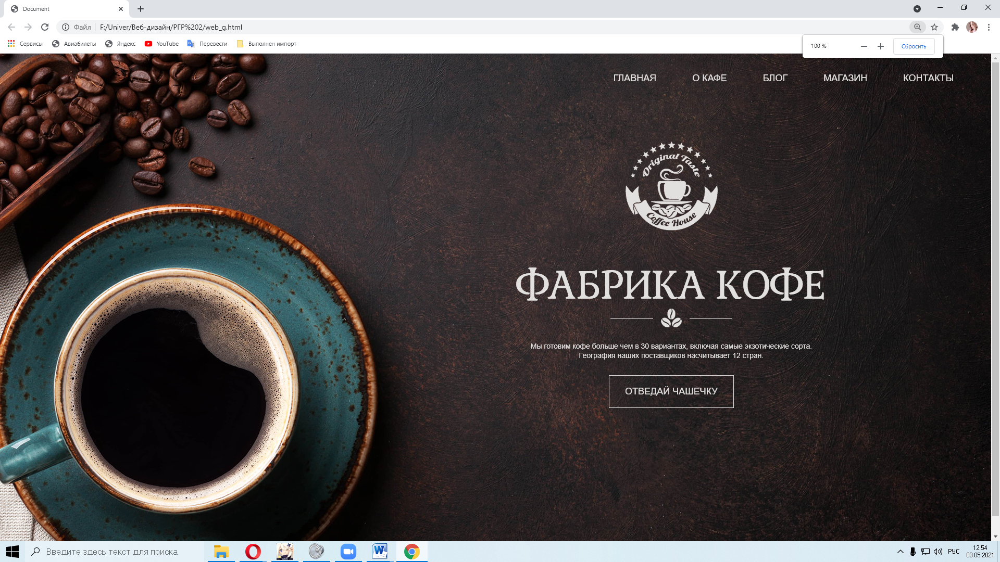 Document
Файл
F:/Univer/Веб-дизайн/РГР%202/web_g.html
Сервисы Авиабилеты Яндекс YouTube Перевести Выполнен импорт
100 % Сбросить
ГЛАВНАЯ О КАФЕ БЛОГ МАГАЗИН КОНТАКТЫ
Original Taste
Coffee House
ФАБРИКА КОФЕ
Мы готовим кофе больше чем в 30 вариантах, включая самые экзотические сорта.
География наших поставщиков насчитывает 12 стран.
ОТВЕДАЙ ЧАШЕЧКУ
Введите здесь текст для поиска
РУС
12:54
03.05.2021